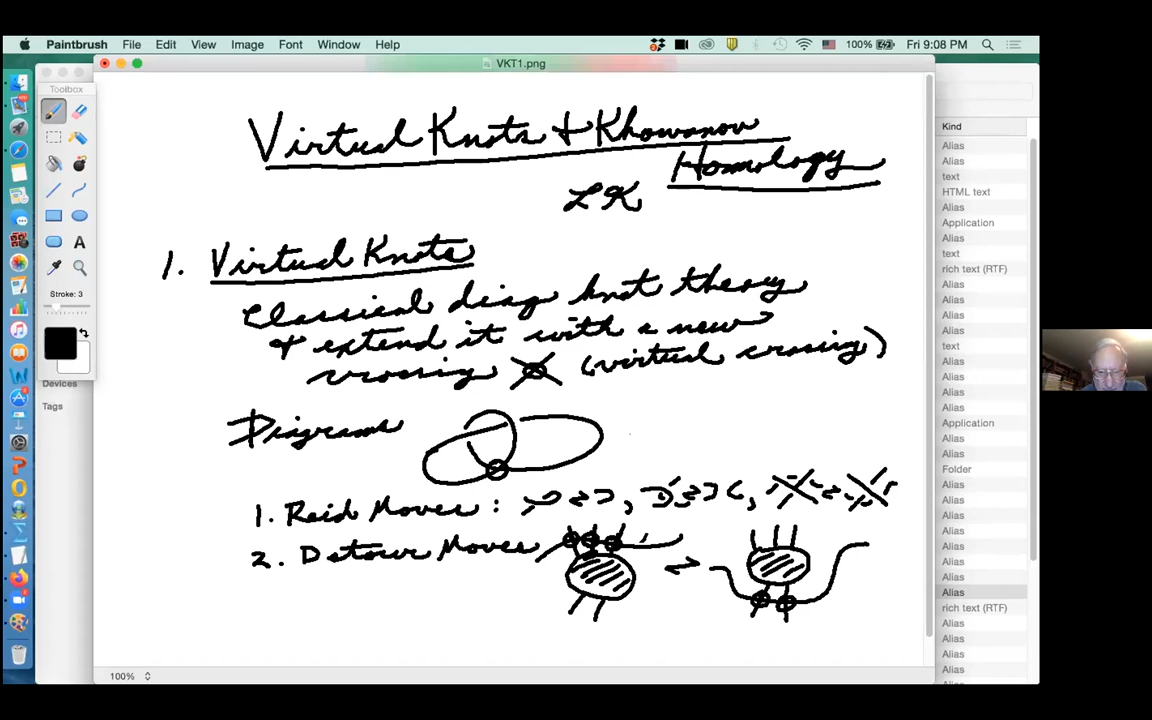 Paintbrush File Edit View Image Font Window Help 100% Fri 9:08 PM
VKT1.png
Toolbox
Stroke: 3
Devices
Tags
Virtual Knots + Khovanov
Homology
LK
1. Virtual Knots
Classical diag knot theory
+ extend it with a new
crossing (virtual crossing)
Diagrams
1. Reid Moves :
2. Detour Moves
100%
Kind
Alias
Alias
text
HTML text
Alias
Application
Alias
text
rich text (RTF)
Alias
Alias
Alias
Alias
text
Alias
Alias
Alias
Alias
Application
Alias
Alias
Folder
Alias
Alias
Alias
Alias
Alias
Alias
Alias
Alias
rich text (RTF)
Alias
Alias
Alias
Alias
Alias